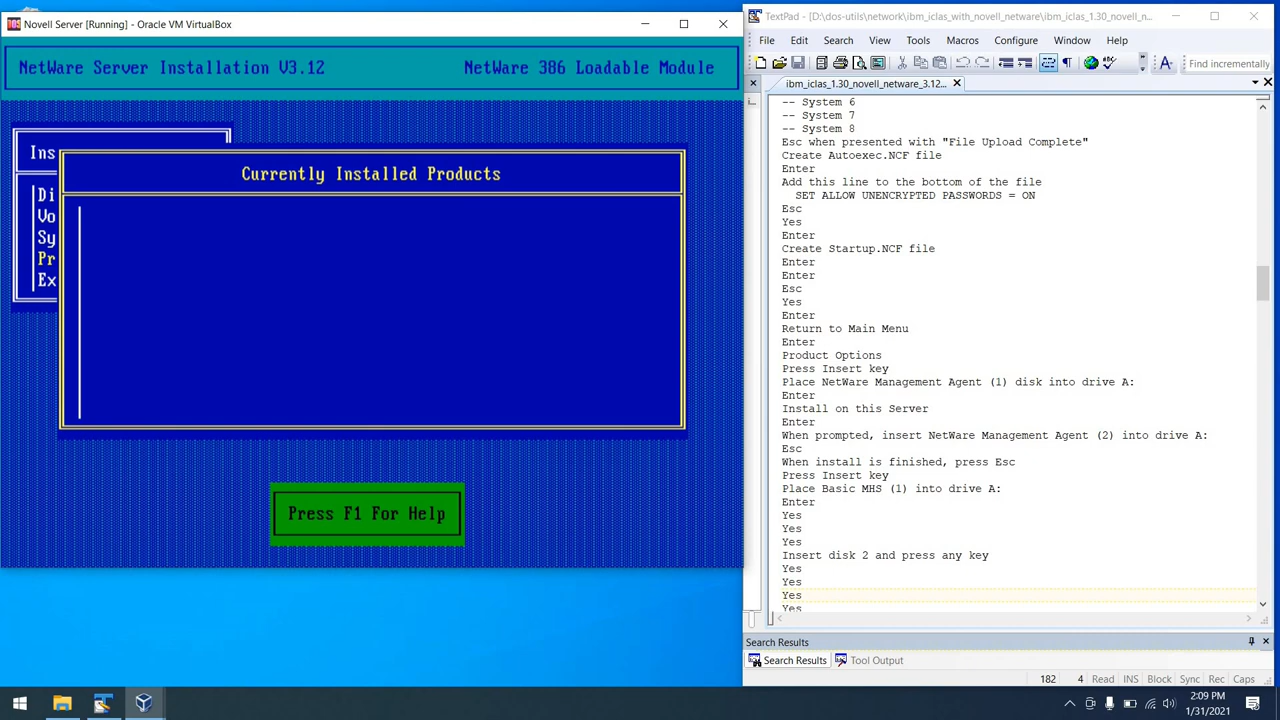 Novell Server [Running] - Oracle VM VirtualBox
NetWare Server Installation V3.12
NetWare 386 Loadable Module
Ins
Currently Installed Products
Di
Vo
Sy
Pr
Ex
Press F1 For Help
TextPad - [D:\dos-utils\network\ibm_iclas_with_novell_netware\ibm_iclas_1.30_novell_n...
File Edit Search View Tools Macros Configure Window Help
Find incrementally
ibm_iclas_1.30_novell_netware_3.12...
-- System 6
-- System 7
-- System 8
Esc when presented with "File Upload Complete"
Create Autoexec.NCF file
Enter
Add this line to the bottom of the file
SET ALLOW UNENCRYPTED PASSWORDS = ON
Esc
Yes
Enter
Create Startup.NCF file
Enter
Enter
Esc
Yes
Enter
Return to Main Menu
Enter
Product Options
Press Insert key
Place NetWare Management Agent (1) disk into drive A:
Enter
Install on this Server
Enter
When prompted, insert NetWare Management Agent (2) into drive A:
Esc
When install is finished, press Esc
Press Insert key
Place Basic MHS (1) into drive A:
Enter
Yes
Yes
Yes
Insert disk 2 and press any key
Yes
Yes
Yes
Yes
Search Results
Search Results Tool Output
182 4 Read INS Block Sync Rec Caps
2:09 PM
1/31/2021